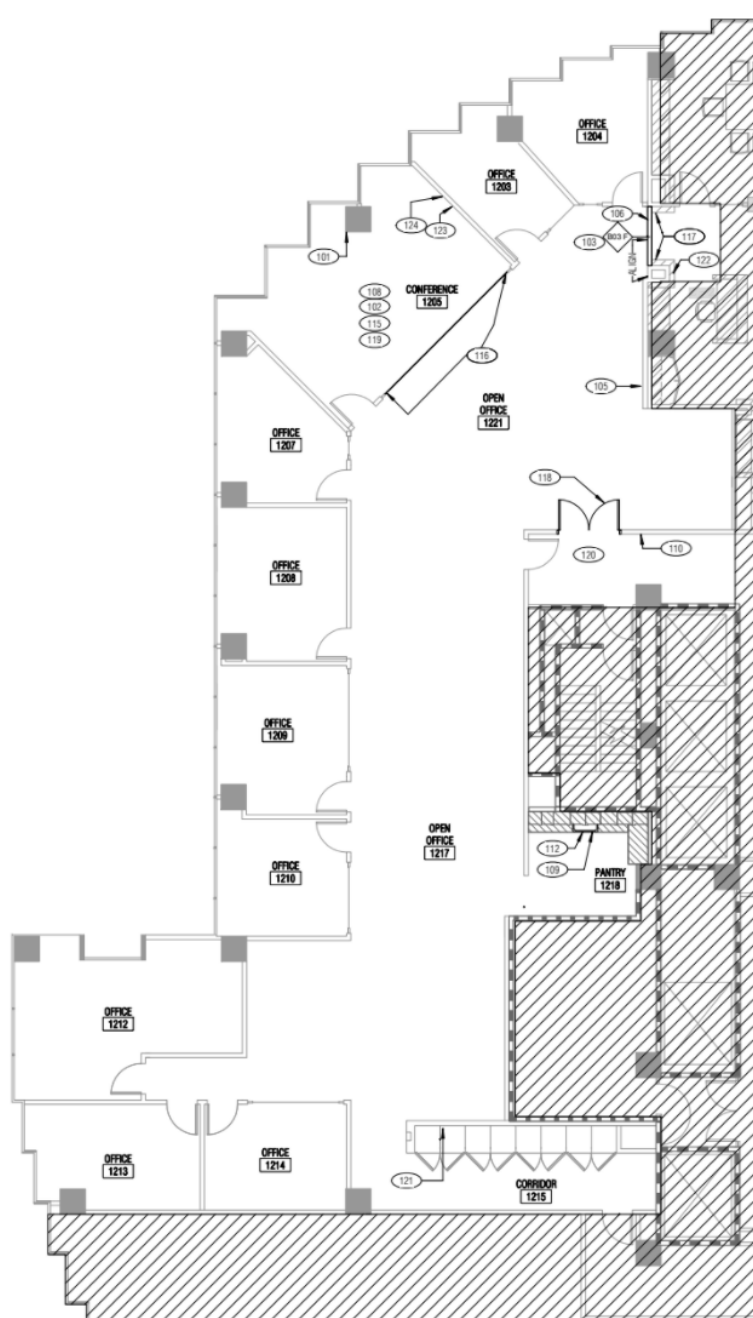 OFFICE
1204
OFFICE
1203
106
124
123
103
B03 F
117
101
ALIGN
122
CONFERENCE
1205
108
102
115
119
116
105
OPEN
OFFICE
1221
OFFICE
1207
118
110
120
OFFICE
1208
OFFICE
1209
OPEN
OFFICE
1217
112
109
PANTRY
1218
OFFICE
1210
OFFICE
1212
OFFICE
1213
OFFICE
1214
121
CORRIDOR
1215